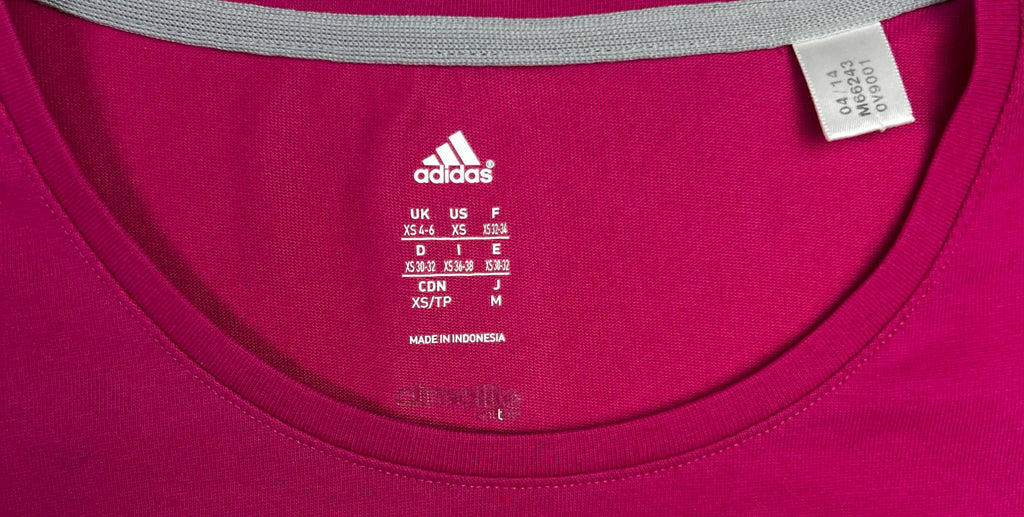 adidas®
UK US F
XS 4-6 XS XS 32-34
D I E
XS 30-32 XS 36-38 XS 30-32
CDN J
XS/TP M
MADE IN INDONESIA
climalite
04/14
M66243
0V9001